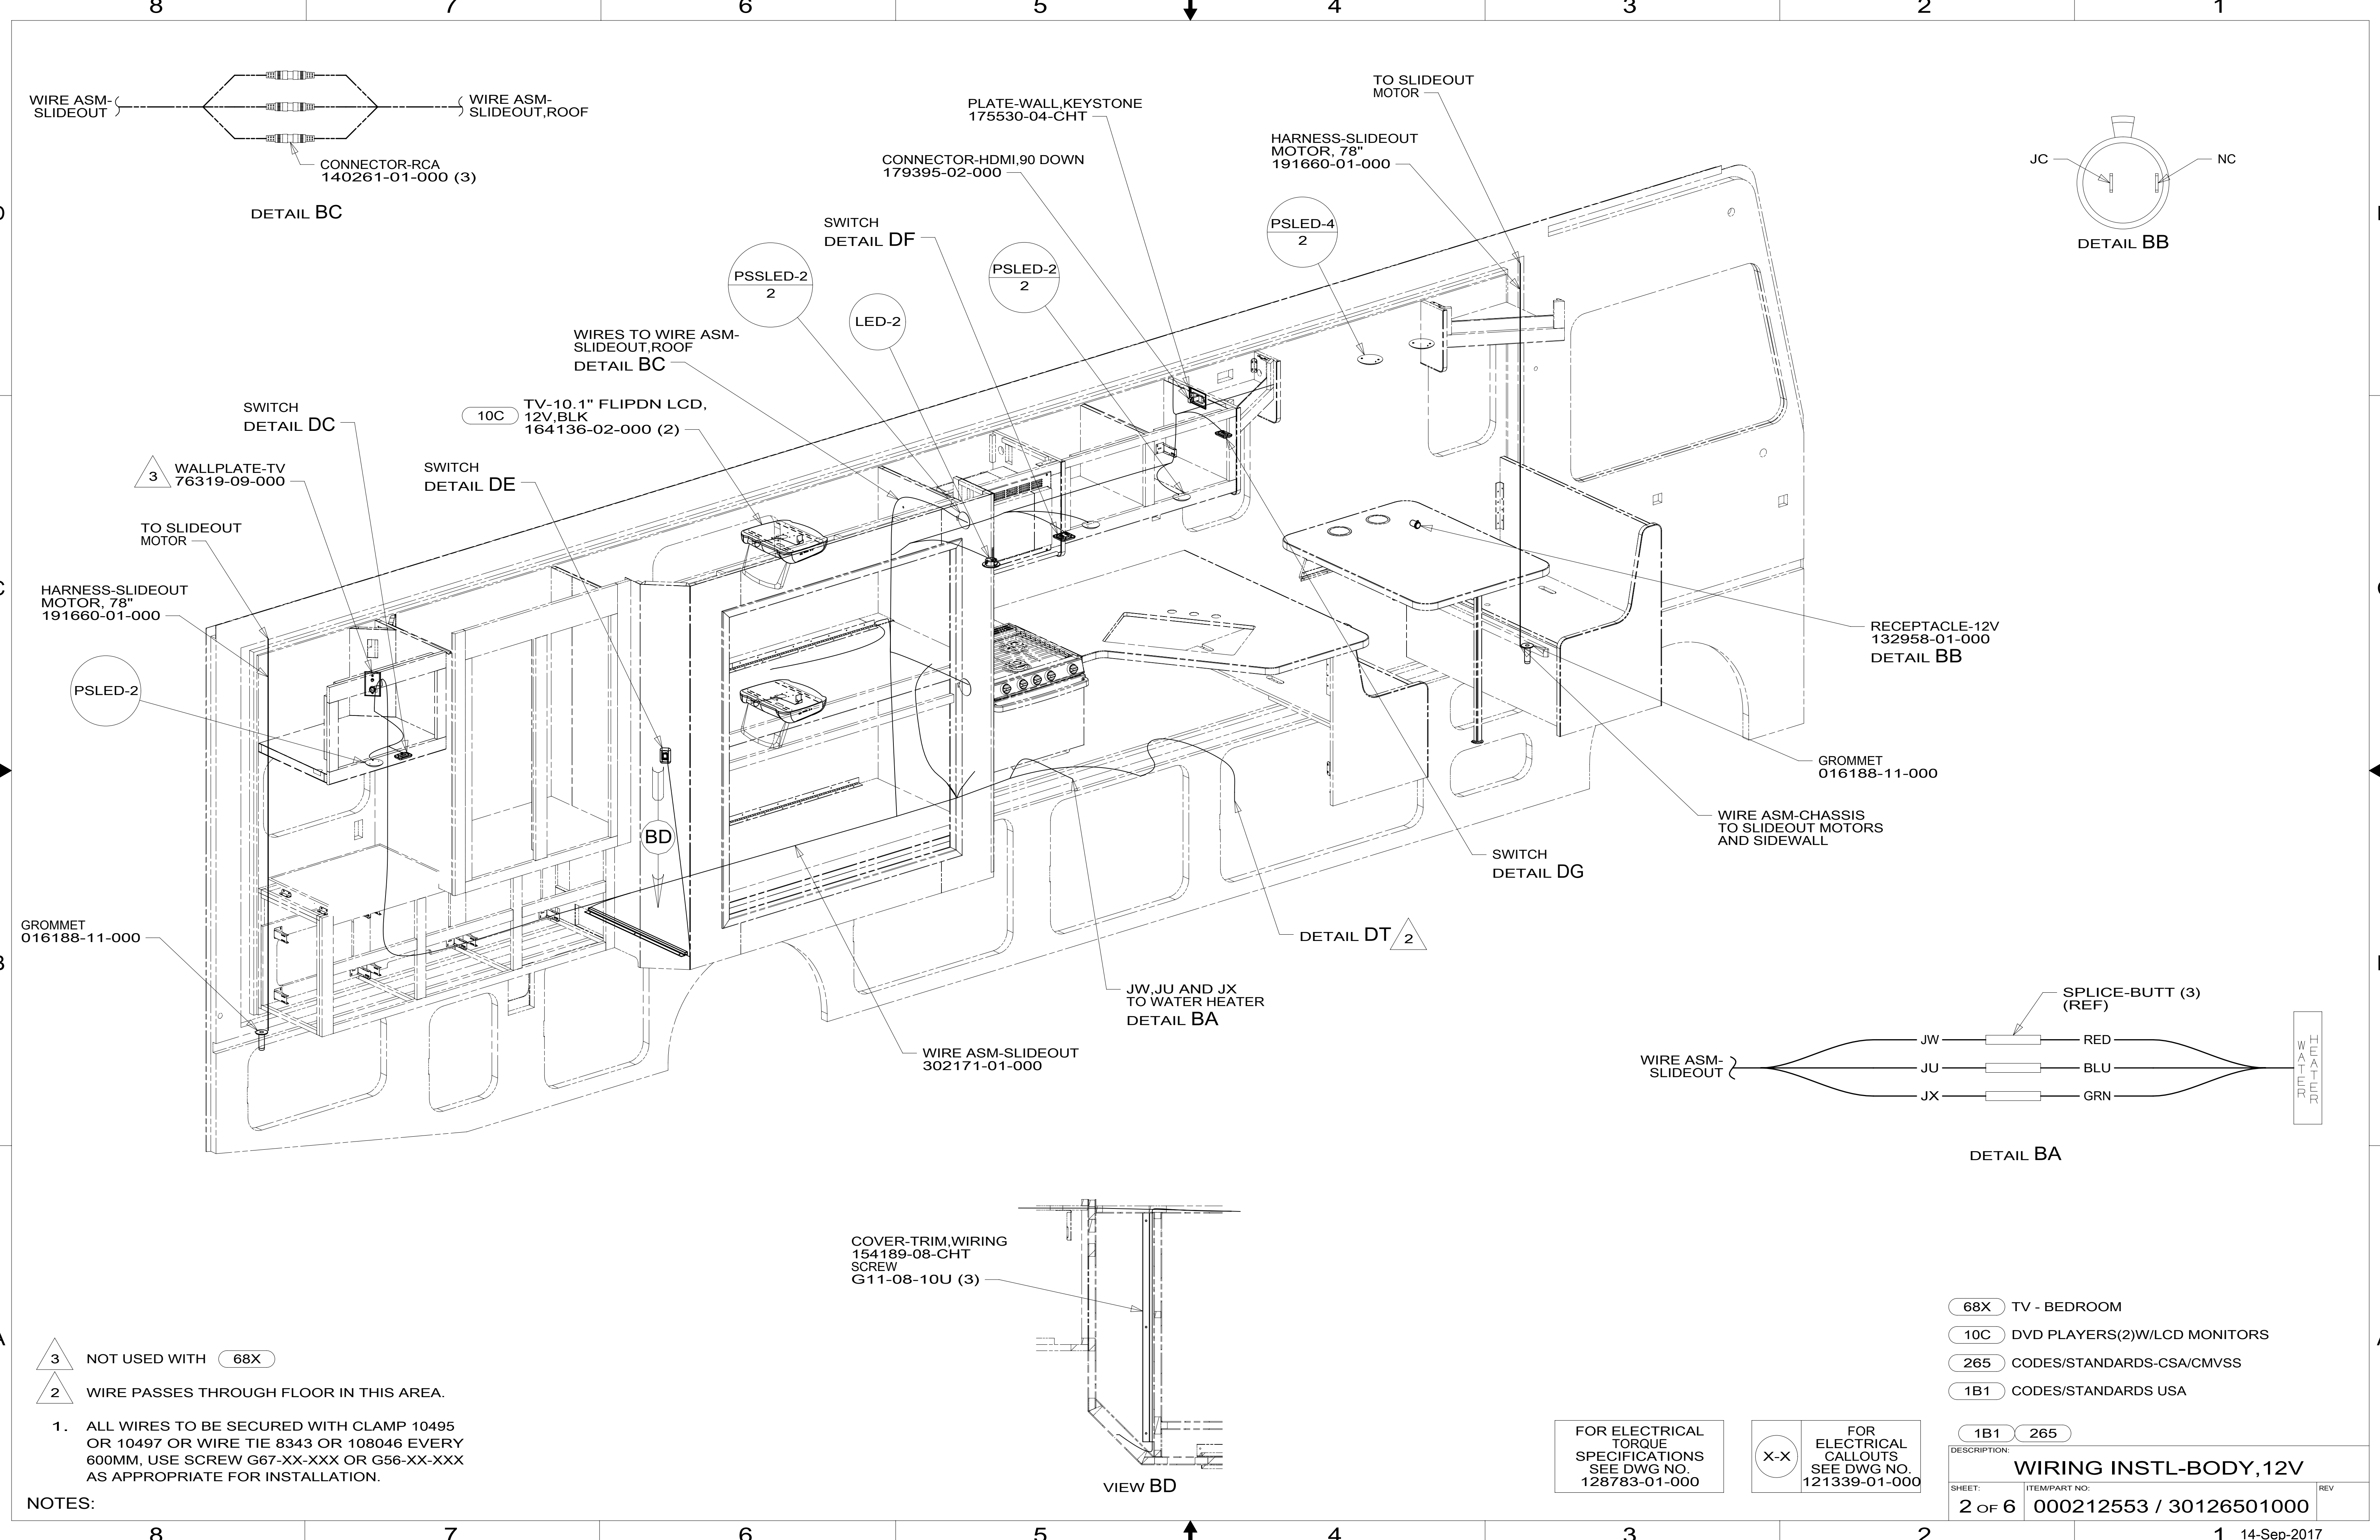 8 7 6 5 4 3 2 1
WIRE ASM-
SLIDEOUT
WIRE ASM-
SLIDEOUT,ROOF
CONNECTOR-RCA
140261-01-000 (3)
DETAIL BC
TO SLIDEOUT
MOTOR
PLATE-WALL,KEYSTONE
175530-04-CHT
HARNESS-SLIDEOUT
MOTOR, 78"
191660-01-000
CONNECTOR-HDMI,90 DOWN
179395-02-000
JC
NC
DETAIL BB
SWITCH
DETAIL DF
PSLED-4
2
PSSLED-2
2
PSLED-2
2
LED-2
WIRES TO WIRE ASM-
SLIDEOUT,ROOF
DETAIL BC
10C
TV-10.1" FLIPDN LCD,
12V,BLK
164136-02-000 (2)
SWITCH
DETAIL DC
3
WALLPLATE-TV
76319-09-000
SWITCH
DETAIL DE
TO SLIDEOUT
MOTOR
HARNESS-SLIDEOUT
MOTOR, 78"
191660-01-000
PSLED-2
C
RECEPTACLE-12V
132958-01-000
DETAIL BB
GROMMET
016188-11-000
WIRE ASM-CHASSIS
TO SLIDEOUT MOTORS
AND SIDEWALL
BD
SWITCH
DETAIL DG
GROMMET
016188-11-000
DETAIL DT 2
B
JW,JU AND JX
TO WATER HEATER
DETAIL BA
WIRE ASM-SLIDEOUT
302171-01-000
SPLICE-BUTT (3)
(REF)
WIRE ASM-
SLIDEOUT
JW RED
JU BLU
JX GRN
WATER
HEATER
DETAIL BA
COVER-TRIM,WIRING
154189-08-CHT
SCREW
G11-08-10U (3)
VIEW BD
68X TV - BEDROOM
10C DVD PLAYERS(2)W/LCD MONITORS
265 CODES/STANDARDS-CSA/CMVSS
1B1 CODES/STANDARDS USA
3 NOT USED WITH 68X
2 WIRE PASSES THROUGH FLOOR IN THIS AREA.
1. ALL WIRES TO BE SECURED WITH CLAMP 10495
OR 10497 OR WIRE TIE 8343 OR 108046 EVERY
600MM, USE SCREW G67-XX-XXX OR G56-XX-XXX
AS APPROPRIATE FOR INSTALLATION.
NOTES:
FOR ELECTRICAL
TORQUE
SPECIFICATIONS
SEE DWG NO.
128783-01-000
X-X
FOR
ELECTRICAL
CALLOUTS
SEE DWG NO.
121339-01-000
1B1 265
DESCRIPTION:
WIRING INSTL-BODY,12V
SHEET:
2 OF 6
ITEM/PART NO:
000212553 / 30126501000
REV
8 7 6 5 4 3 2 1
14-Sep-2017